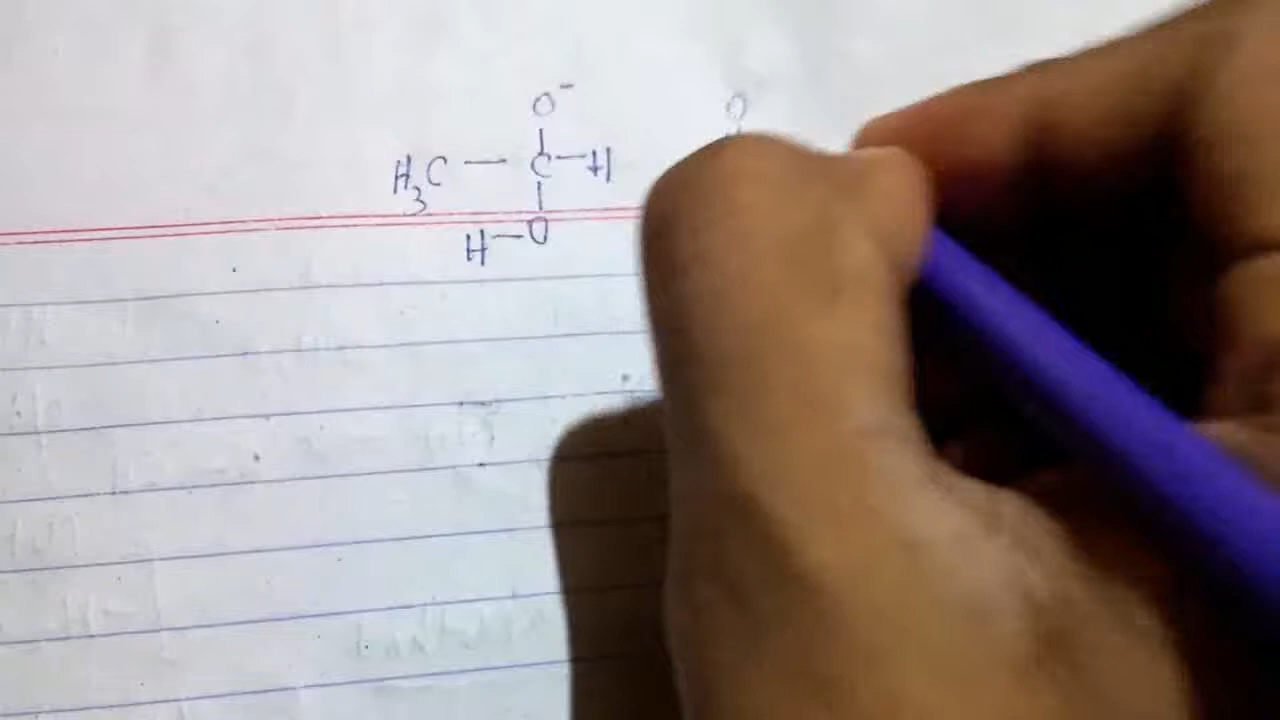 O⁻ O
H₃C — C — H
H — O